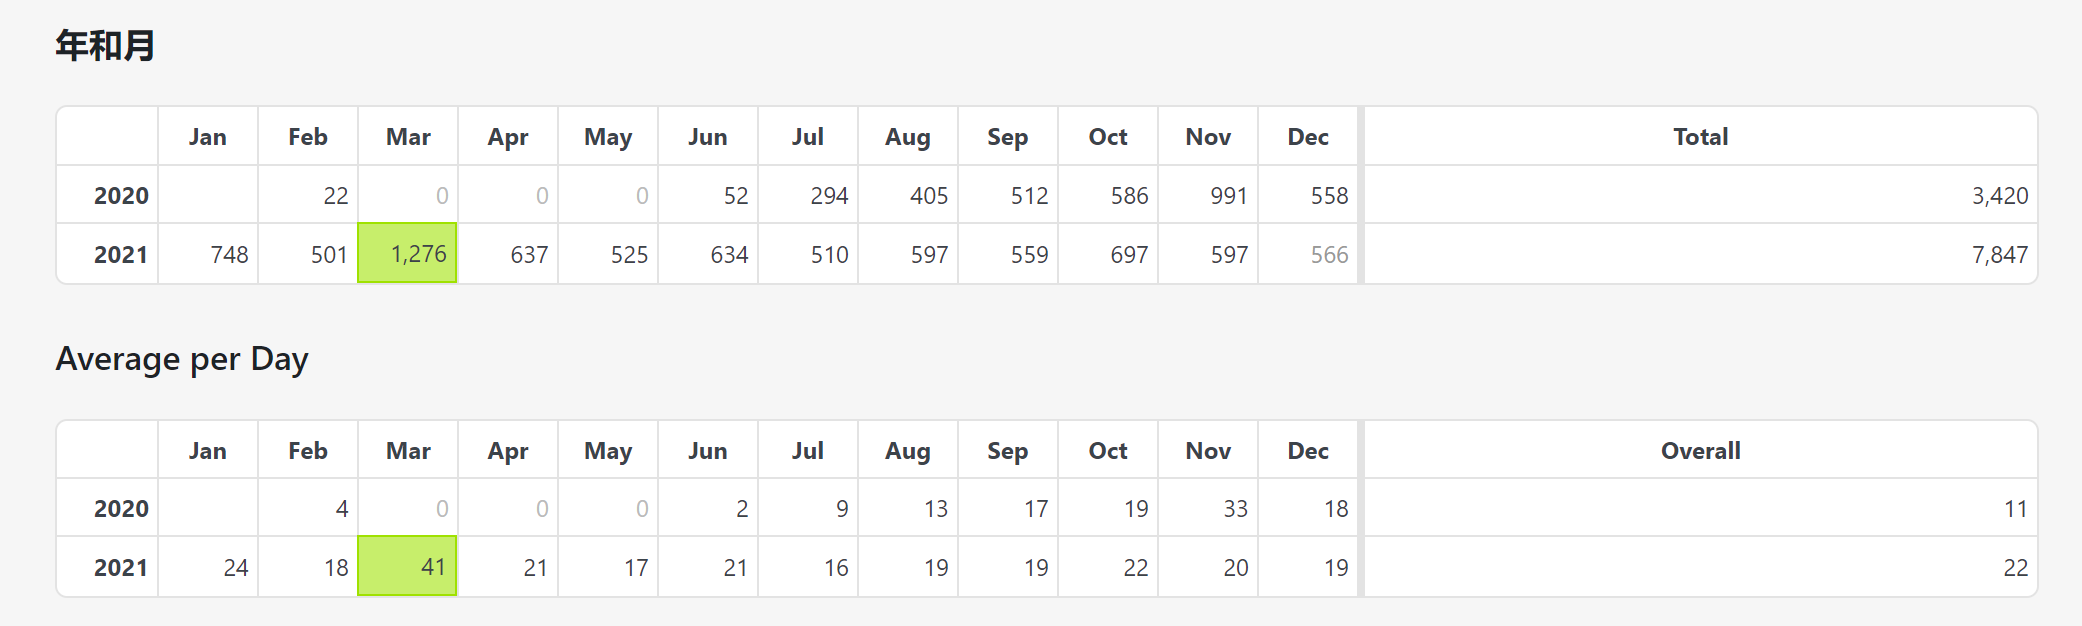 年和月
Jan Feb Mar Apr May Jun Jul Aug Sep Oct Nov Dec Total
2020 22 0 0 0 52 294 405 512 586 991 558 3,420
2021 748 501 1,276 637 525 634 510 597 559 697 597 566 7,847
Average per Day
Jan Feb Mar Apr May Jun Jul Aug Sep Oct Nov Dec Overall
2020 4 0 0 0 2 9 13 17 19 33 18 11
2021 24 18 41 21 17 21 16 19 19 22 20 19 22